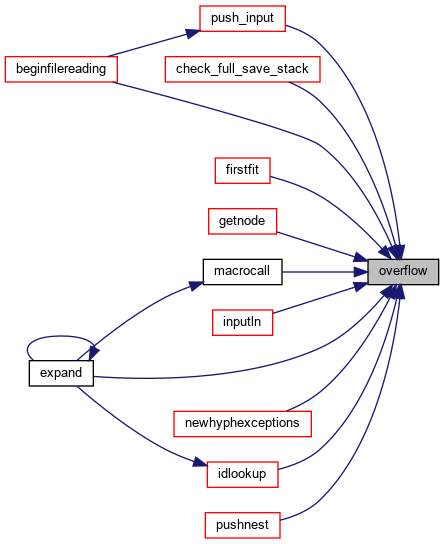 push_input
beginfilereading
check_full_save_stack
firstfit
getnode
macrocall
overflow
inputln
expand
newhyphexceptions
idlookup
pushnest